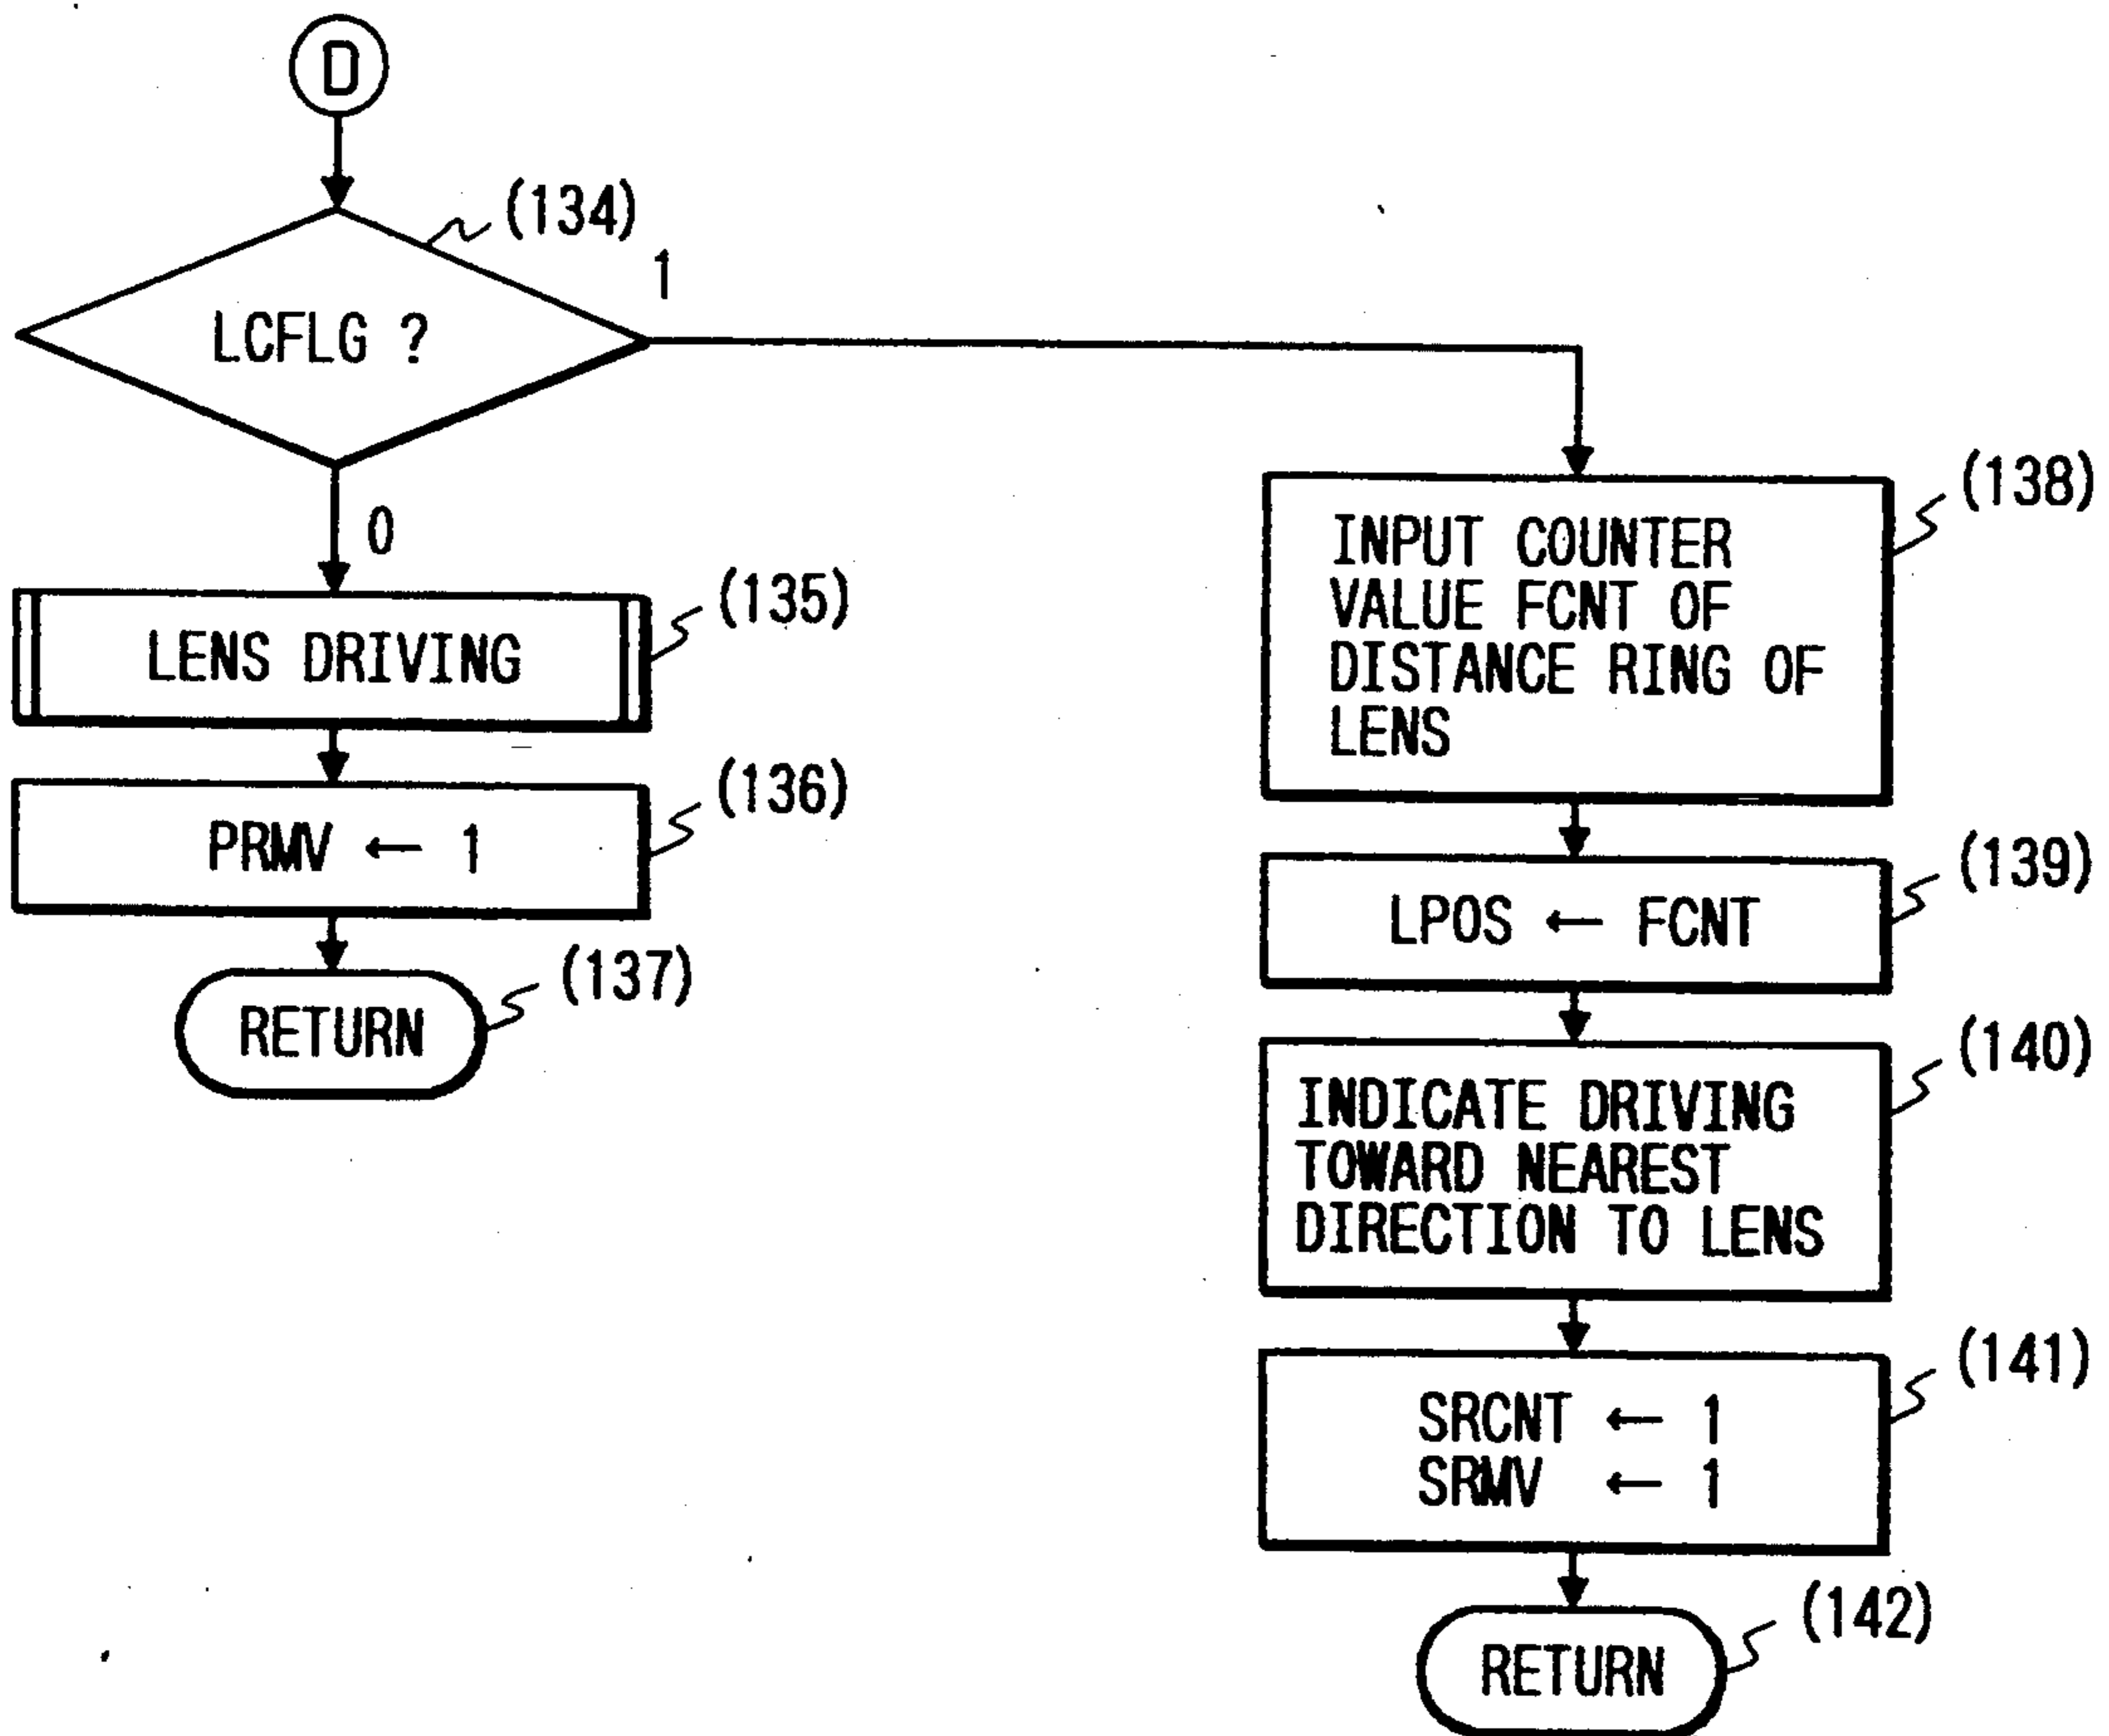 D
(134)
LCFLG ?
1
0
LENS DRIVING
(135)
PRMV ← 1
(136)
RETURN
(137)
INPUT COUNTER
VALUE FCNT OF
DISTANCE RING OF
LENS
(138)
LPOS ← FCNT
(139)
INDICATE DRIVING
TOWARD NEAREST
DIRECTION TO LENS
(140)
SRCNT ← 1
SRMV ← 1
(141)
RETURN
(142)